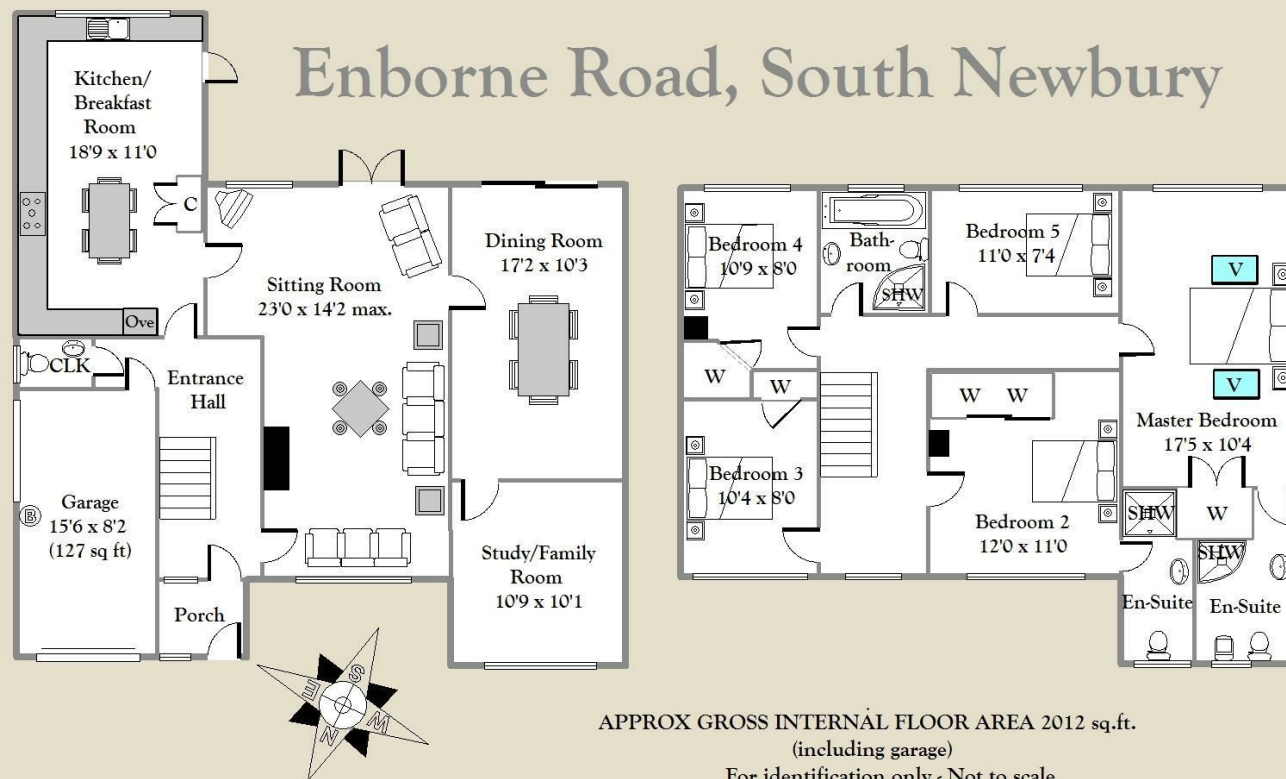 Enborne Road, South Newbury
Kitchen/
Breakfast
Room
18'9 x 11'0
C
Ove
CLK
Entrance
Hall
Garage
15'6 x 8'2
(127 sq ft)
B
Porch
Sitting Room
23'0 x 14'2 max.
Dining Room
17'2 x 10'3
Study/Family
Room
10'9 x 10'1
S
E
W
N
Bedroom 4
10'9 x 8'0
Bath-
room
SHW
Bedroom 5
11'0 x 7'4
V
V
Master Bedroom
17'5 x 10'4
W
W
W W
Bedroom 3
10'4 x 8'0
Bedroom 2
12'0 x 11'0
SHW
W
SHW
En-Suite
En-Suite
APPROX GROSS INTERNAL FLOOR AREA 2012 sq.ft.
(including garage)
For identification only - Not to scale